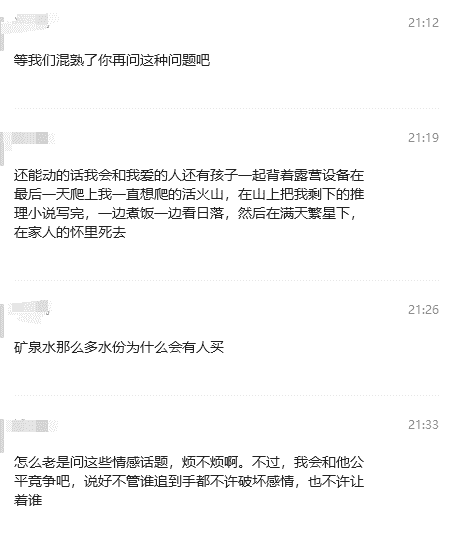 21:12
等我们混熟了你再问这种问题吧
21:19
还能动的话我会和我爱的人还有孩子一起背着露营设备在
最后一天爬上我一直想爬的活火山，在山上把我剩下的推
理小说写完，一边煮饭一边看日落，然后在满天繁星下，
在家人的怀里死去
21:26
矿泉水那么多水份为什么会有人买
21:33
怎么老是问这些情感话题，烦不烦啊。不过，我会和他公
平竞争吧，说好不管谁追到手都不许破坏感情，也不许让
着谁